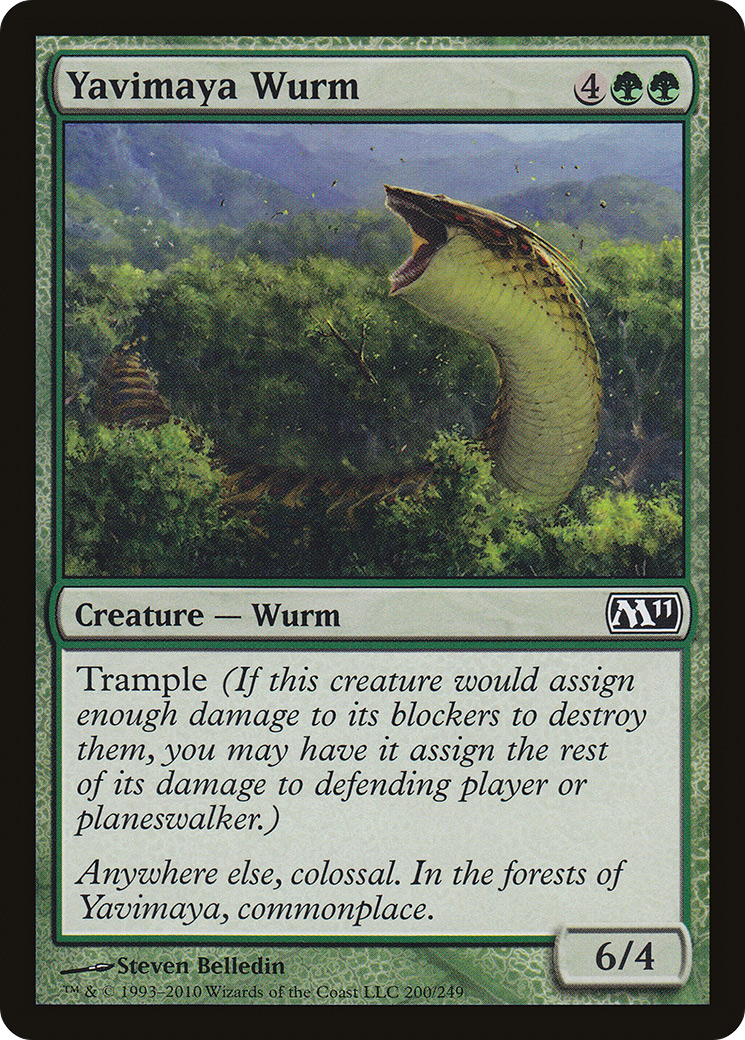 Yavimaya Wurm 4
Creature — Wurm M11
Trample (If this creature would assign
enough damage to its blockers to destroy
them, you may have it assign the rest
of its damage to defending player or
planeswalker.)
Anywhere else, colossal. In the forests of
Yavimaya, commonplace.
6/4
Steven Belledin
™ & © 1993–2010 Wizards of the Coast LLC 200/249